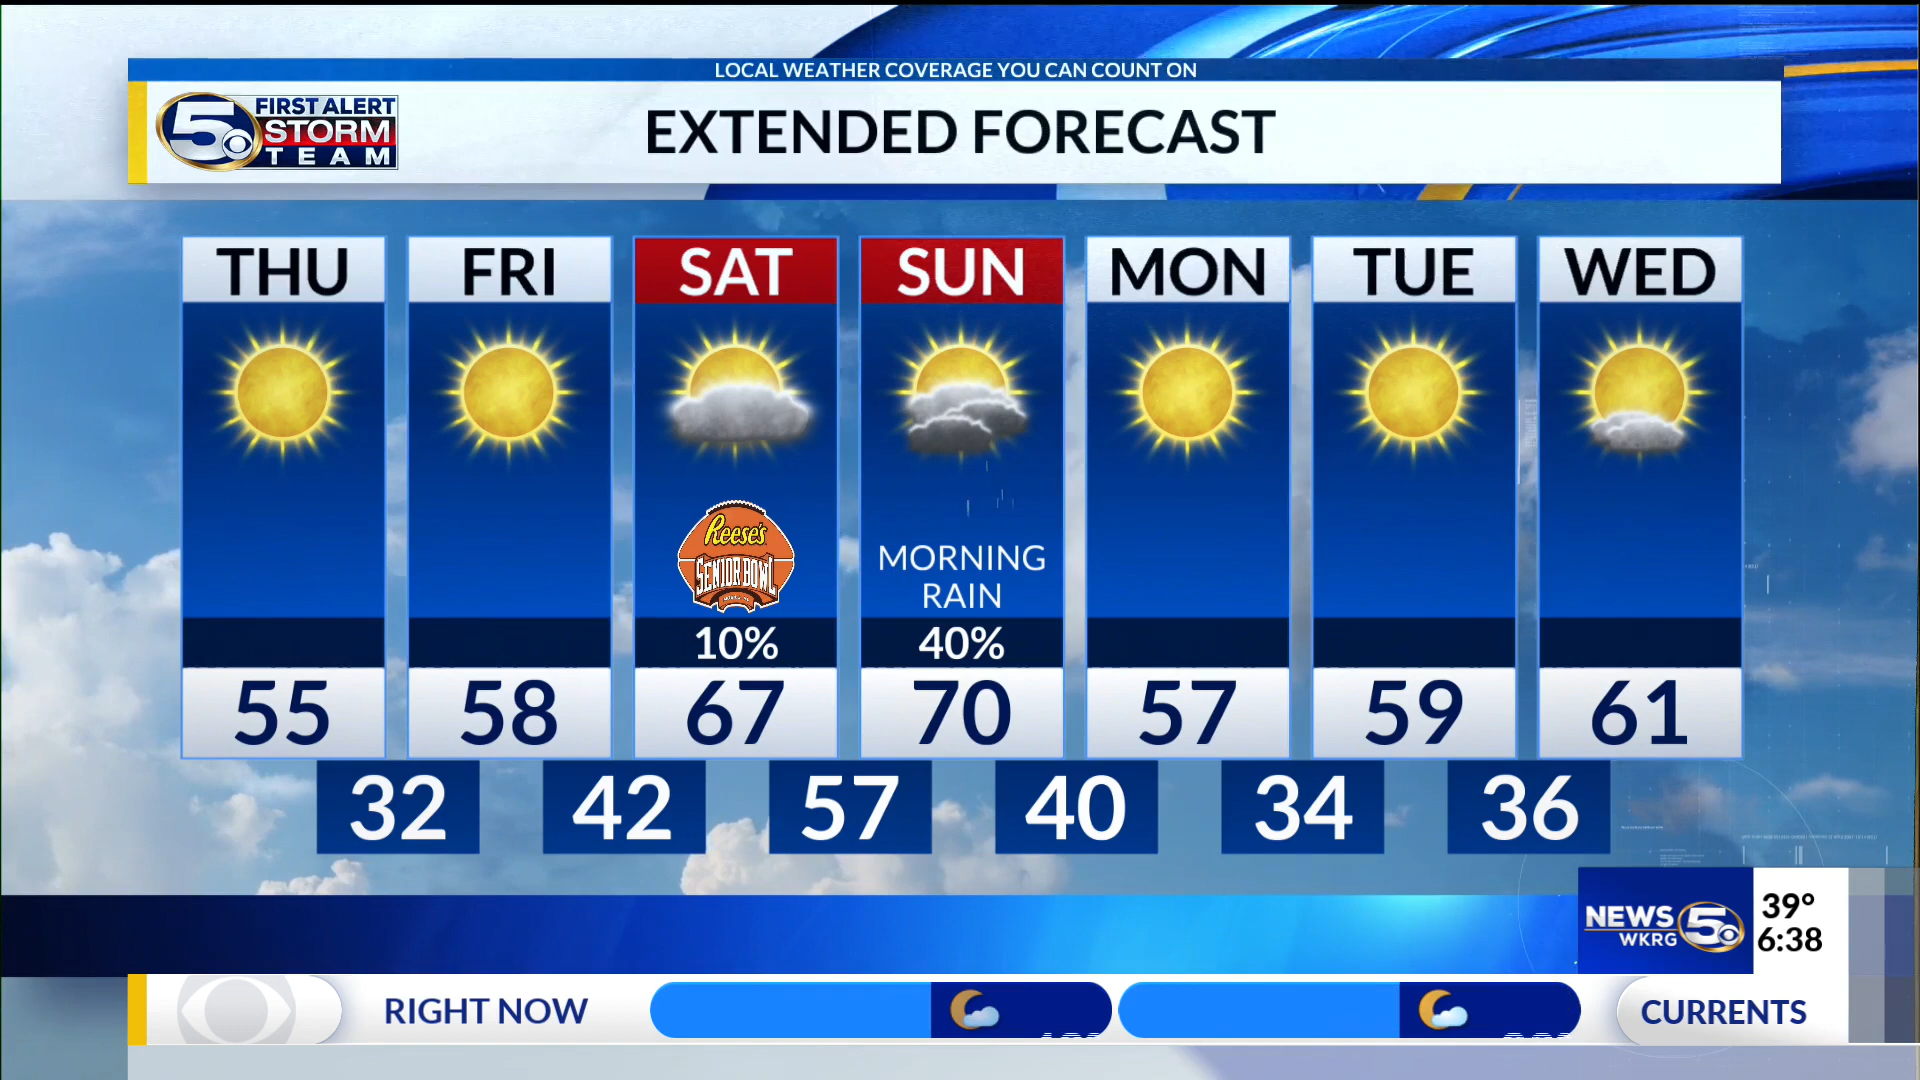 LOCAL WEATHER COVERAGE YOU CAN COUNT ON
5 FIRST ALERT
STORM
TEAM
EXTENDED FORECAST
THU FRI SAT SUN MON TUE WED
Reese's
SENIOR BOWL
MORNING
RAIN
10% 40%
55 58 67 70 57 59 61
32 42 57 40 34 36
NEWS 5
WKRG
39°
6:38
RIGHT NOW
CURRENTS